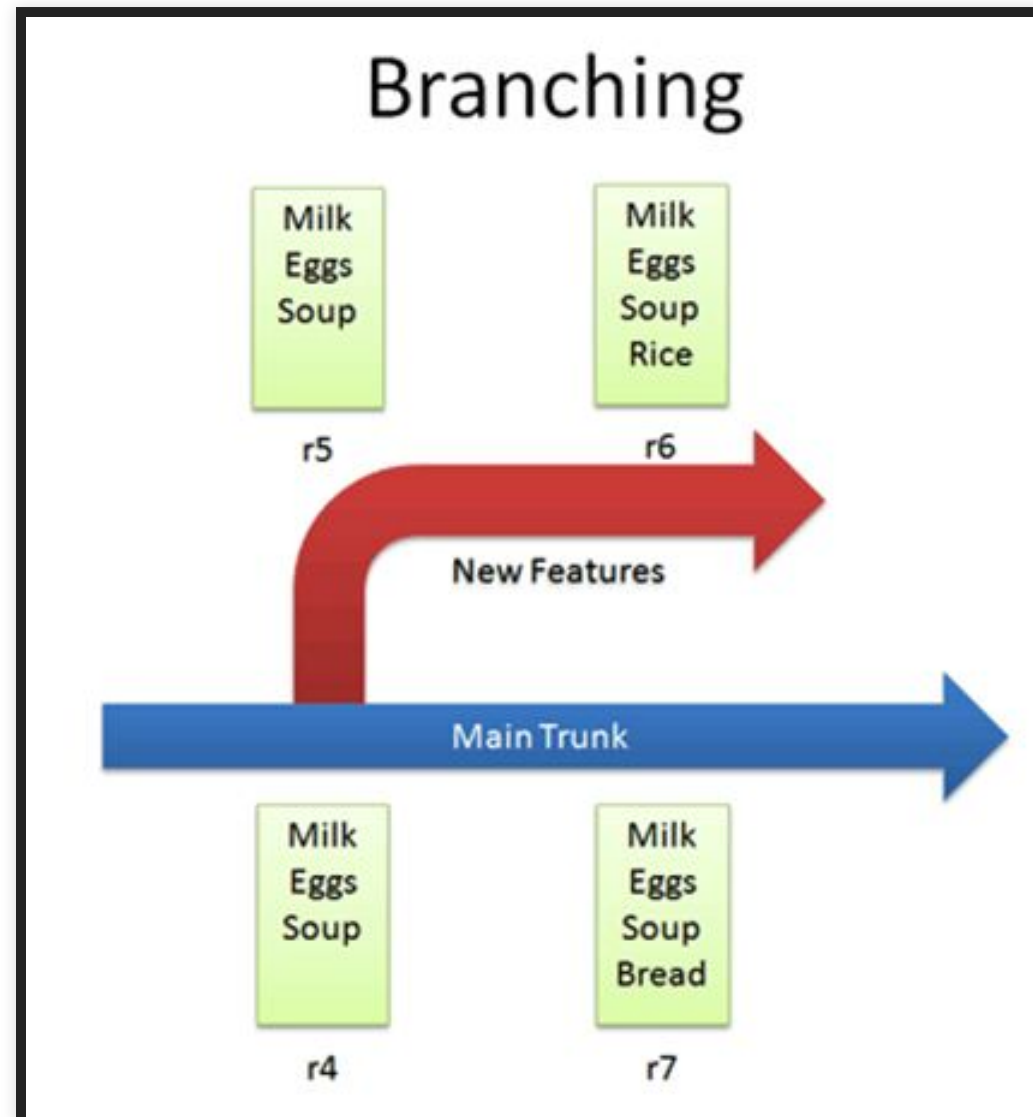 Branching
Milk
Eggs
Soup
r5
Milk
Eggs
Soup
Rice
r6
New Features
Main Trunk
Milk
Eggs
Soup
r4
Milk
Eggs
Soup
Bread
r7